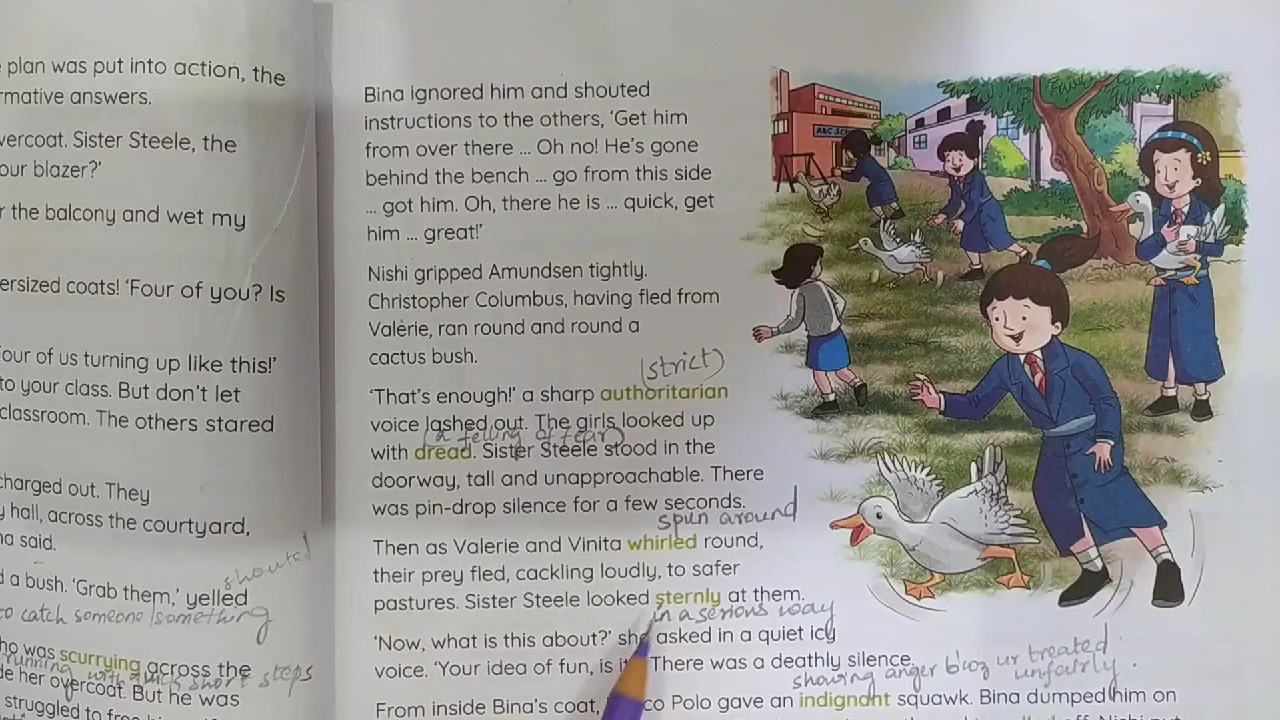 plan was put into action, the
rmative answers.
vercoat. Sister Steele, the
our blazer?'
r the balcony and wet my
ersized coats! 'Four of you? Is
Four of us turning up like this!'
to your class. But don't let
classroom. The others stared
charged out. They
y hall, across the courtyard,
na said.
shouted
d a bush. 'Grab them,' yelled
to catch someone/something
ho was scurrying across the
running with quick short steps
de her overcoat. But he was
struggled to free
Bina ignored him and shouted
instructions to the others, 'Get him
from over there ... Oh no! He's gone
behind the bench ... go from this side
... got him. Oh, there he is ... quick, get
him ... great!'
Nishi gripped Amundsen tightly.
Christopher Columbus, having fled from
Valerie, ran round and round a
cactus bush.
(strict)
'That's enough!' a sharp authoritarian
voice lashed out. The girls looked up
(a felling of fear)
with dread. Sister Steele stood in the
doorway, tall and unapproachable. There
was pin-drop silence for a few seconds.
spun around
Then as Valerie and Vinita whirled round,
their prey fled, cackling loudly, to safer
pastures. Sister Steele looked sternly at them.
in a serious way
'Now, what is this about?' she asked in a quiet icy
voice. 'Your idea of fun, is it There was a deathly silence.
showing anger b'coz ur treated
unfairly.
From inside Bina's coat, co Polo gave an indignant squawk. Bina dumped him on
ABC SCH